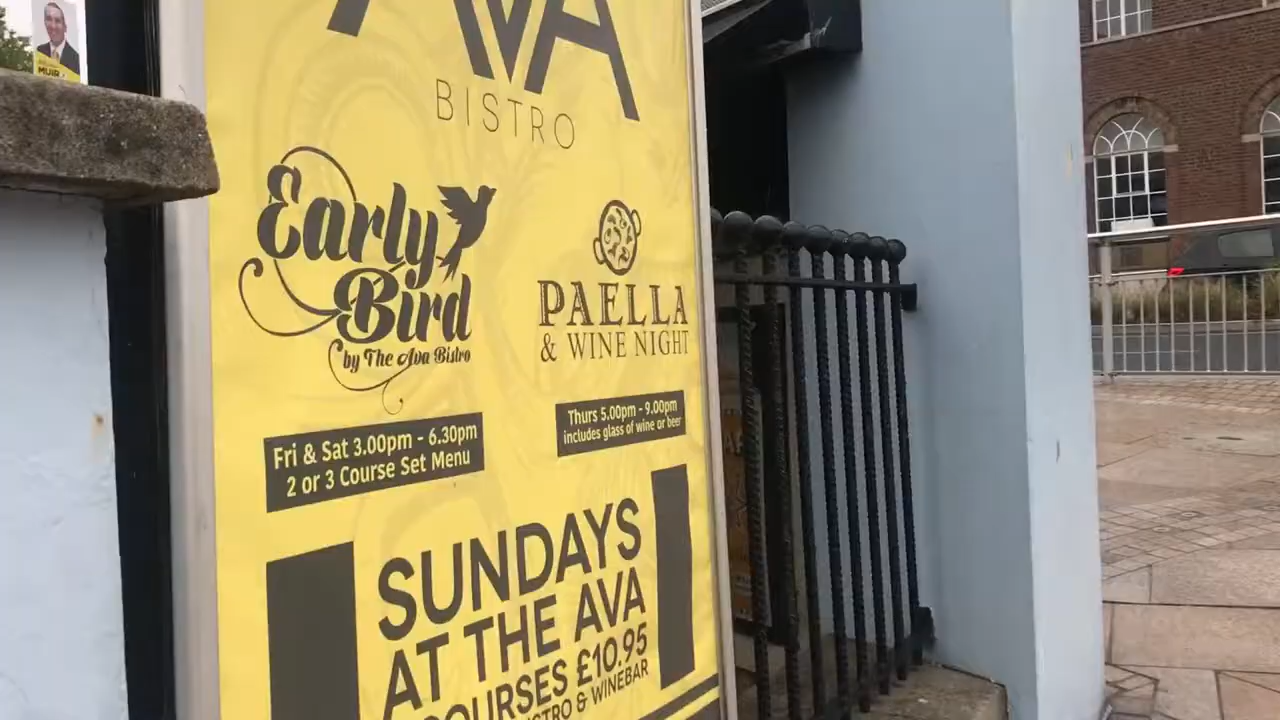 MUIR
AVA
BISTRO
Early
Bird
by The Ava Bistro
PAELLA
& WINE NIGHT
Fri & Sat 3.00pm - 6.30pm
2 or 3 Course Set Menu
Thurs 5.00pm - 9.00pm
includes glass of wine or beer
SUNDAYS
AT THE AVA
COURSES £10.95
BISTRO & WINEBAR